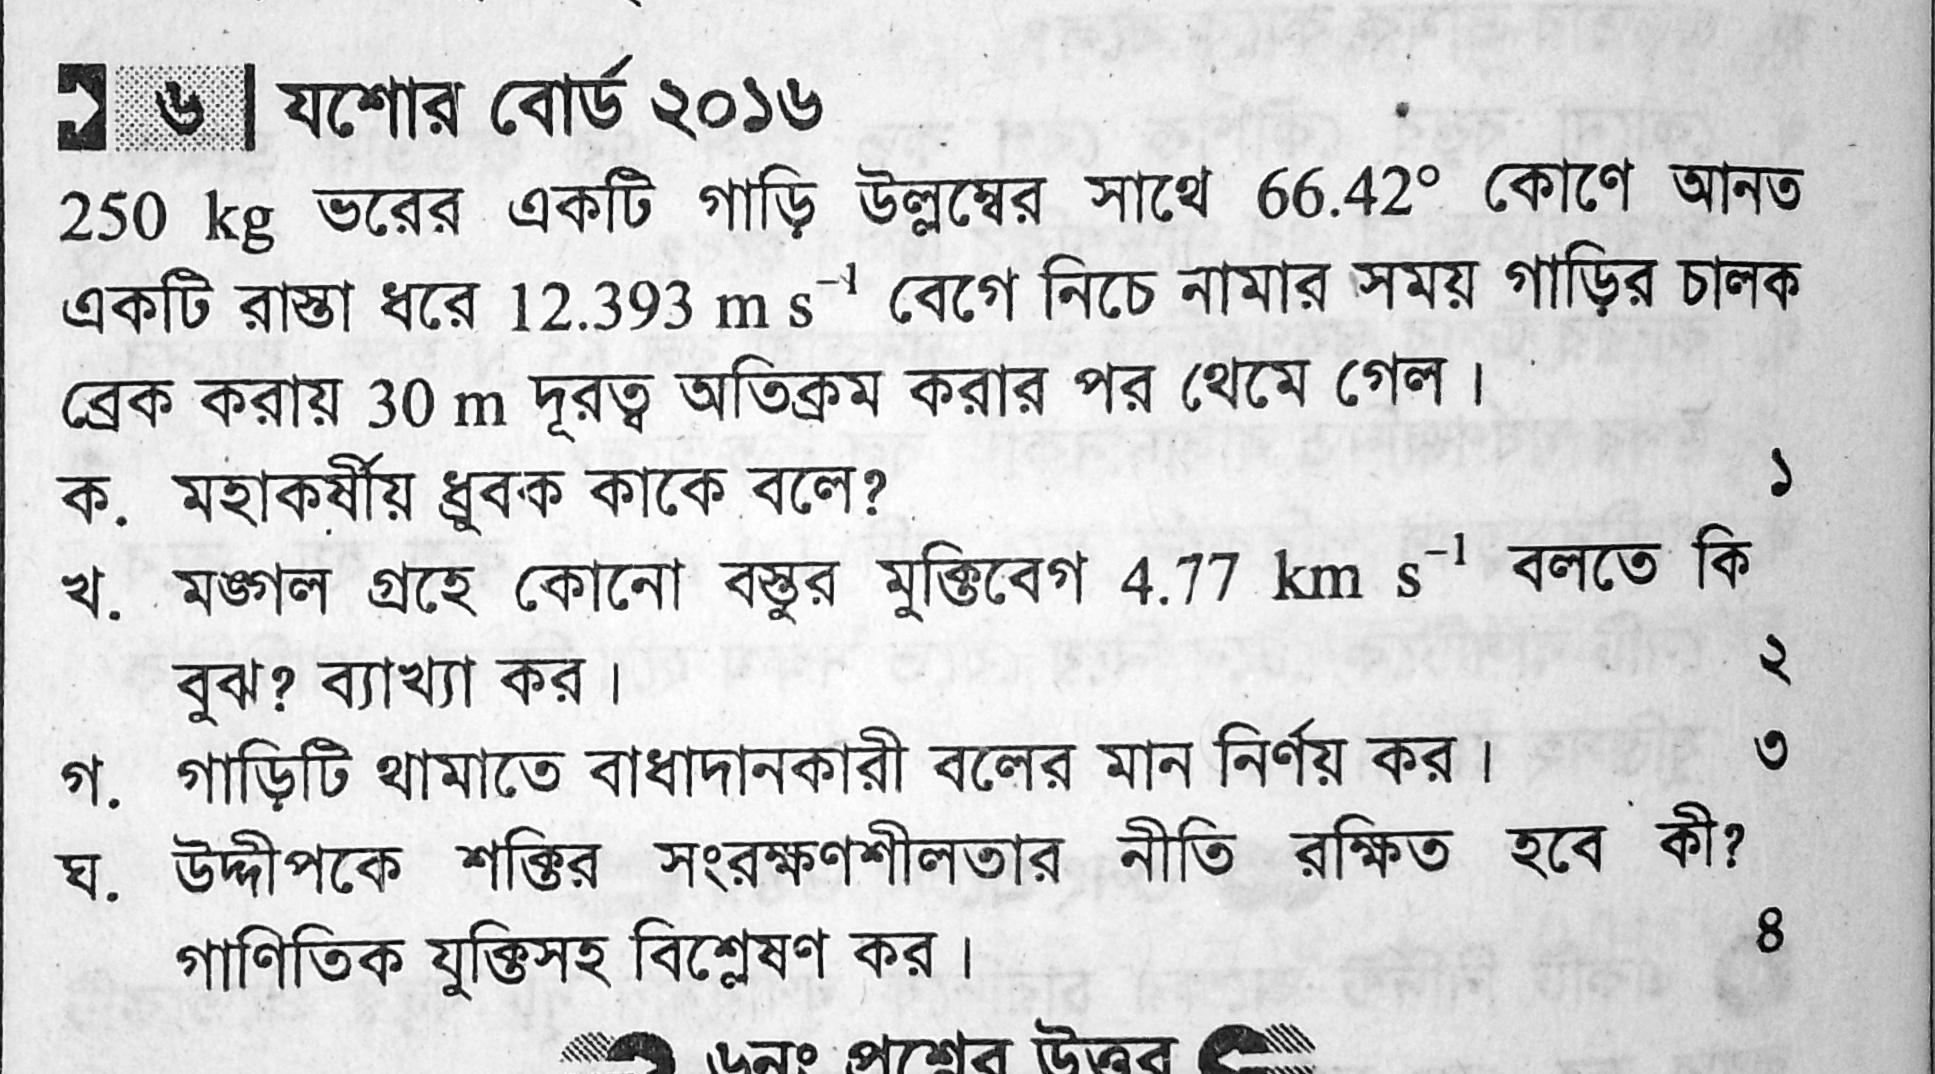 ৬ | যশোর বোর্ড ২০১৬
250 kg ভরের একটি গাড়ি উল্লম্বের সাথে 66.42° কোণে আনত
একটি রাস্তা ধরে 12.393 m s⁻¹ বেগে নিচে নামার সময় গাড়ির চালক
ব্রেক করায় 30 m দূরত্ব অতিক্রম করার পর থেমে গেল।
ক. মহাকর্ষীয় ধ্রুবক কাকে বলে? ১
খ. মঙ্গল গ্রহে কোনো বস্তুর মুক্তিবেগ 4.77 km s⁻¹ বলতে কি
বুঝ? ব্যাখ্যা কর। ২
গ. গাড়িটি থামাতে বাধাদানকারী বলের মান নির্ণয় কর। ৩
ঘ. উদ্দীপকে শক্তির সংরক্ষণশীলতার নীতি রক্ষিত হবে কী?
গাণিতিক যুক্তিসহ বিশ্লেষণ কর। ৪
৬নং প্রশ্নের উত্তর